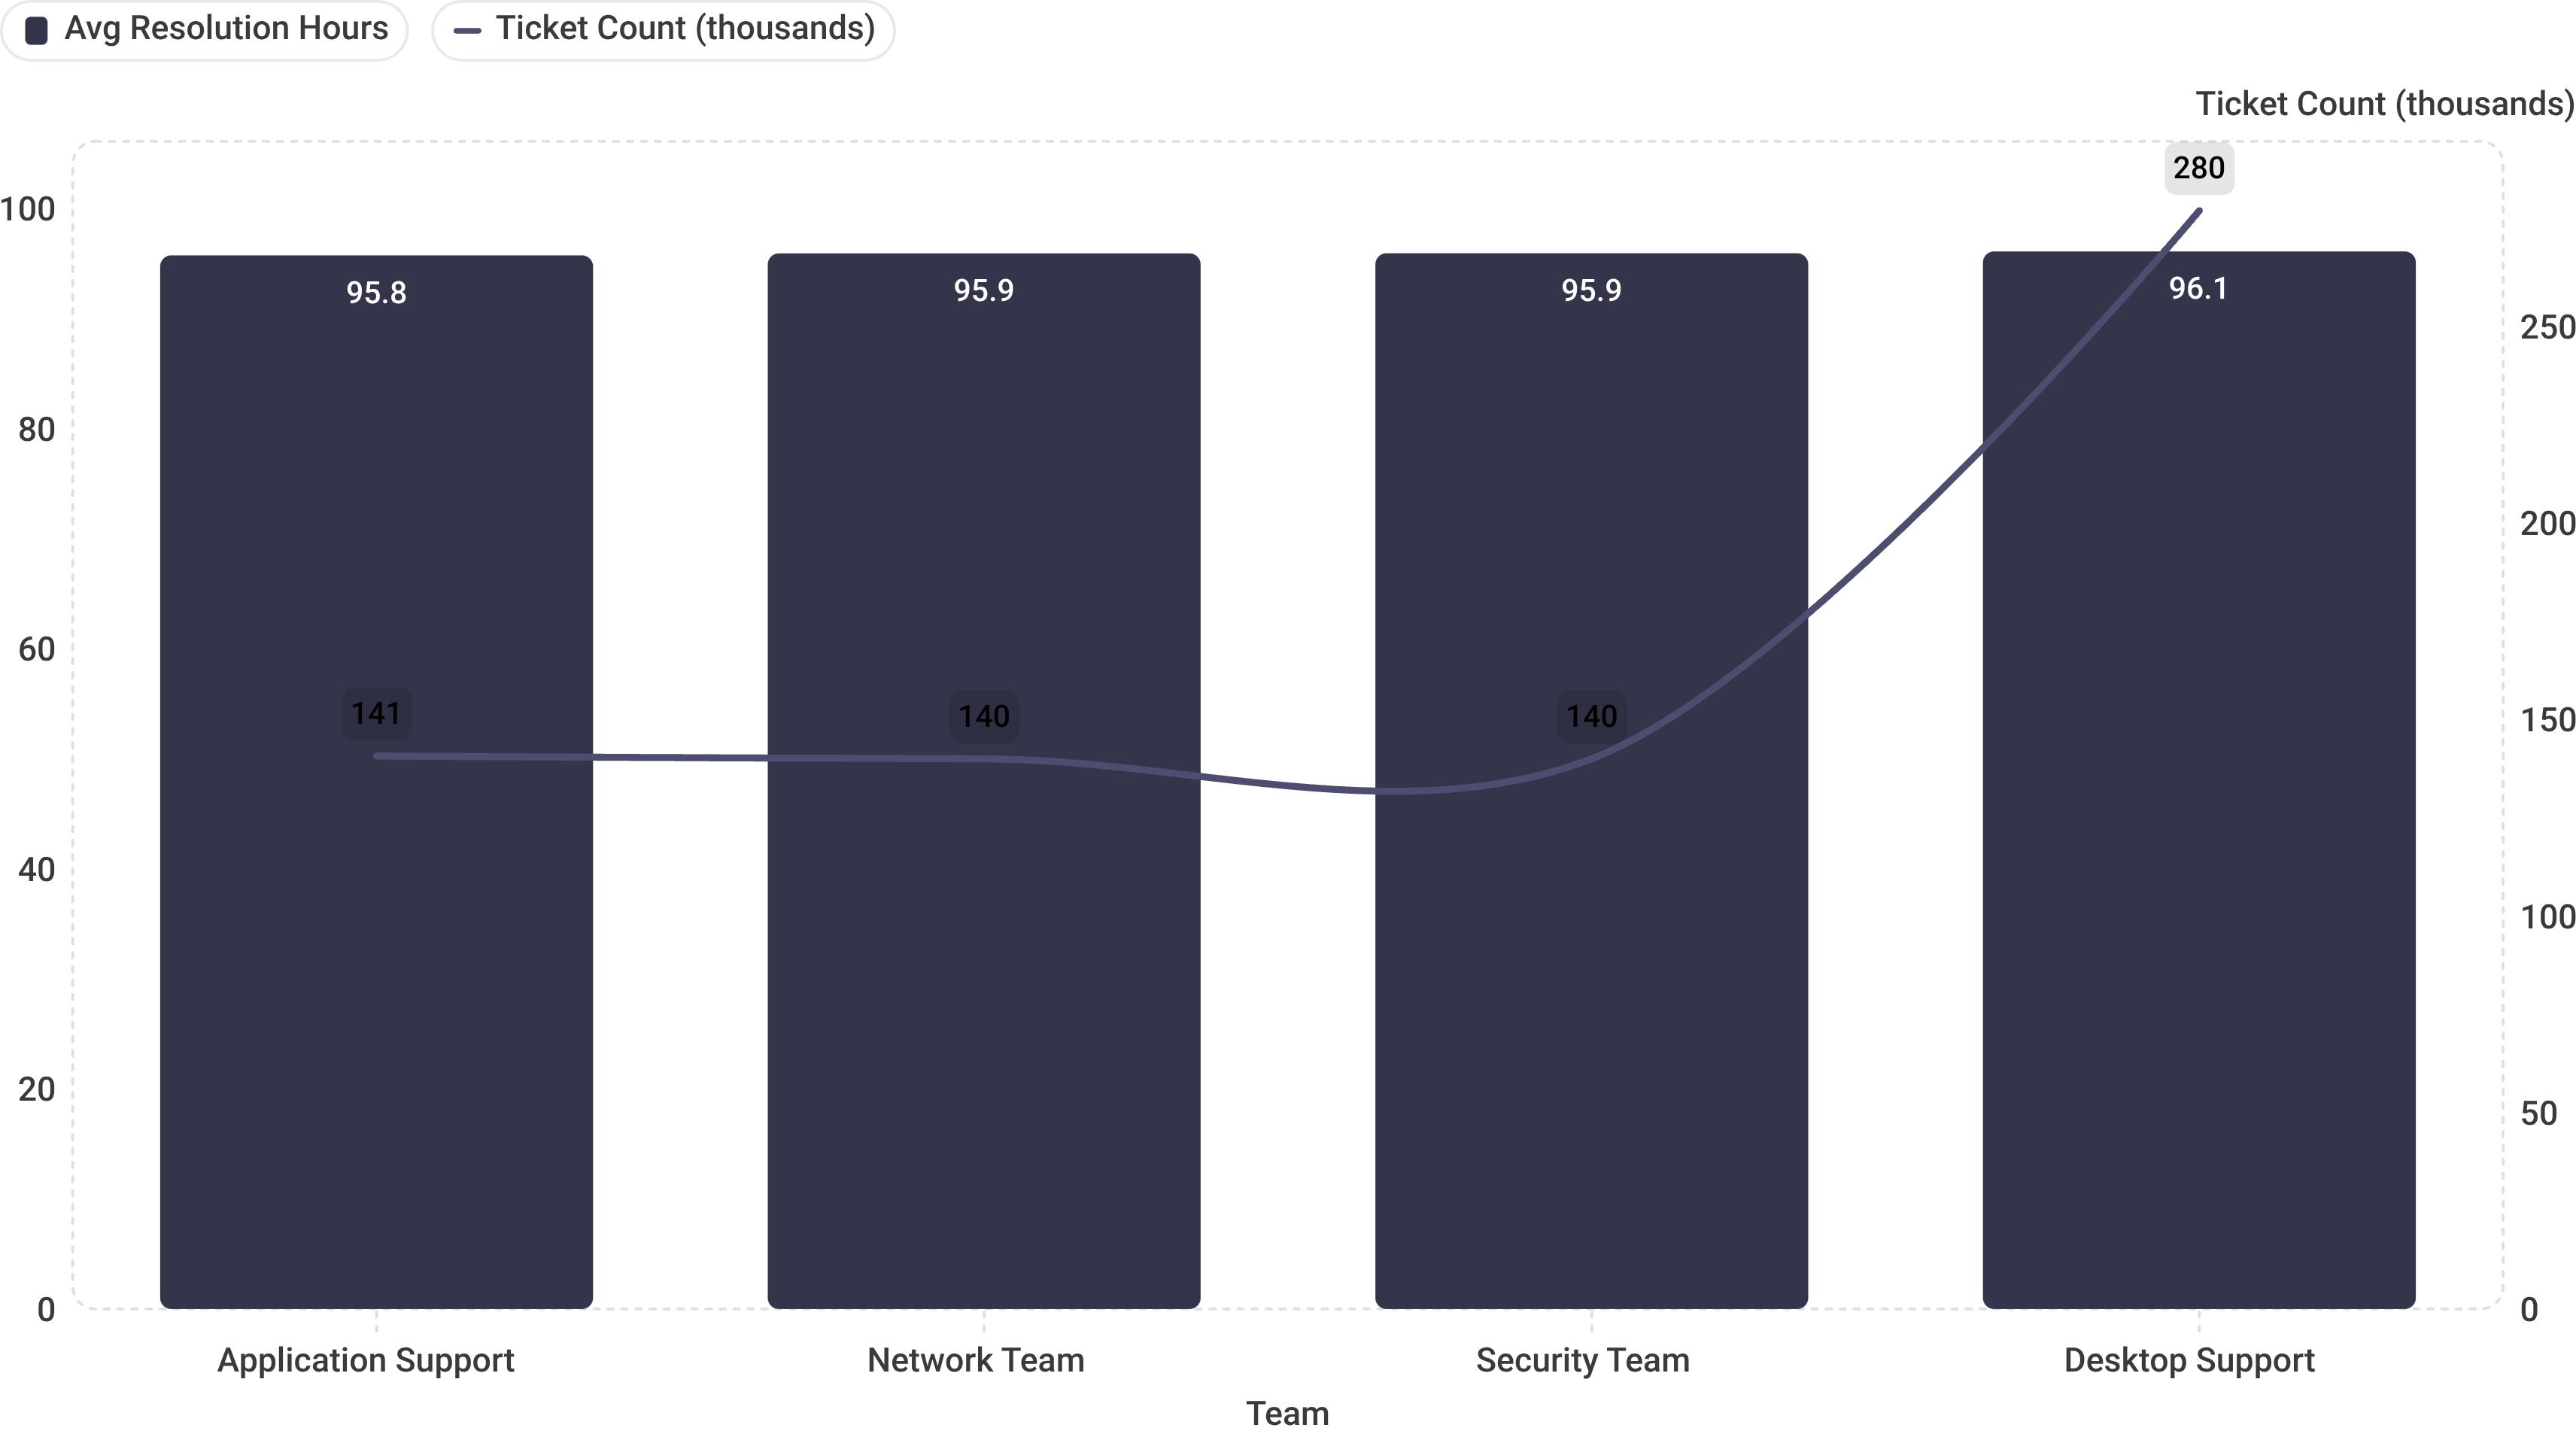 Avg Resolution Hours
Ticket Count (thousands)
Ticket Count (thousands)
280
100
95.8
95.9
95.9
96.1
250
80
200
60
141
140
140
150
40
100
20
50
0
0
Application Support
Network Team
Security Team
Desktop Support
Team